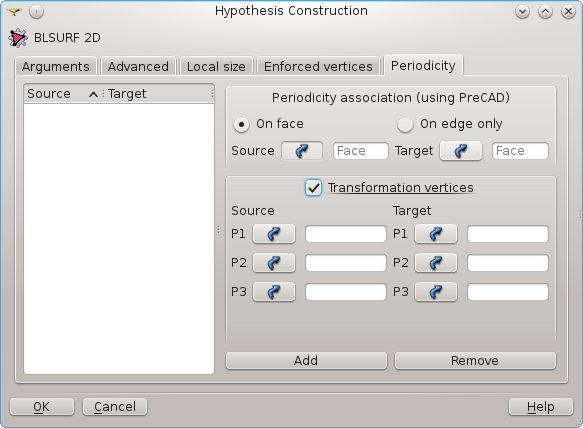 Hypothesis Construction
BLSURF 2D
Arguments Advanced Local size Enforced vertices Periodicity
Source Target
Periodicity association (using PreCAD)
On face On edge only
Source Face Target Face
Transformation vertices
Source Target
P1 P1
P2 P2
P3 P3
Add Remove
OK Cancel Help